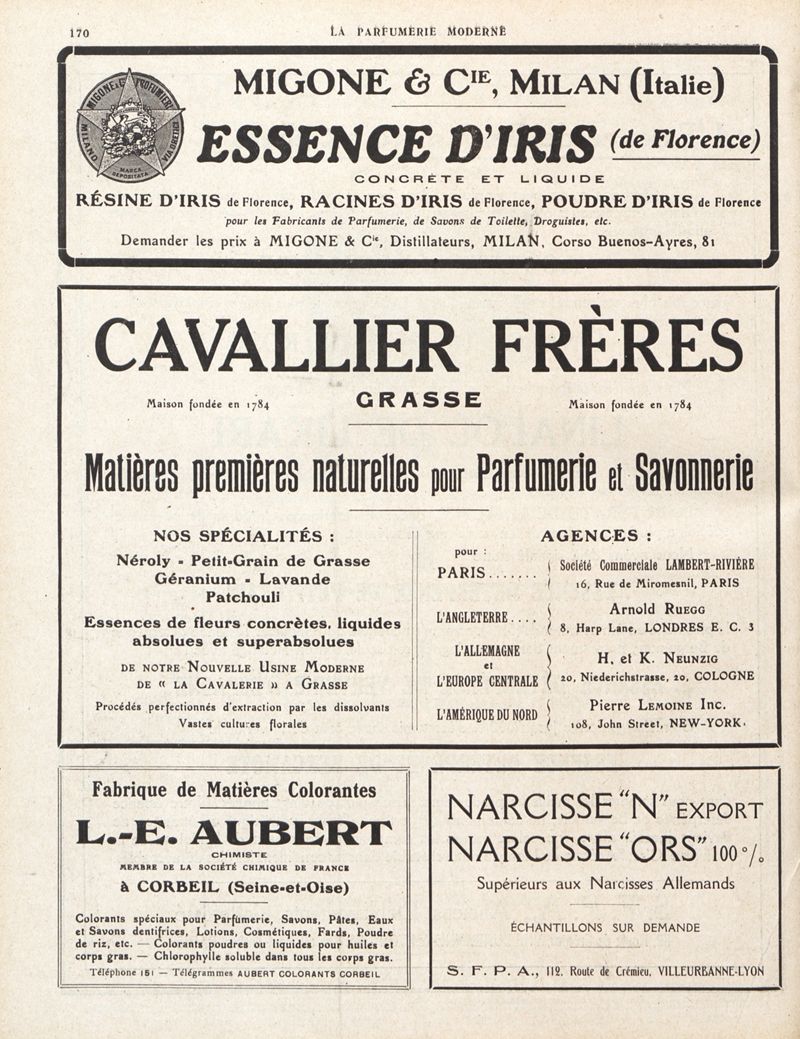 170
LA PARFUMERIE MODERNE
MIGONE & C. PROFUMIERI
MILANO
VIA OREFICI
MARCA
DEPOSITATA
MIGONE & CIE, MILAN (Italie)
ESSENCE D'IRIS (de Florence)
CONCRÈTE ET LIQUIDE
RÉSINE D'IRIS de Florence, RACINES D'IRIS de Florence, POUDRE D'IRIS de Florence
pour les Fabricants de Parfumerie, de Savons de Toilette, Droguistes, etc.
Demander les prix à MIGONE & Cie, Distillateurs, MILAN, Corso Buenos-Ayres, 81
CAVALLIER FRÈRES
Maison fondée en 1784
GRASSE
Maison fondée en 1784
Matières premières naturelles pour Parfumerie et Savonnerie
NOS SPÉCIALITÉS :
Néroly - Petit-Grain de Grasse
Géranium - Lavande
Patchouli
Essences de fleurs concrètes, liquides
absolues et superabsolues
DE NOTRE NOUVELLE USINE MODERNE
DE « LA CAVALERIE » A GRASSE
Procédés perfectionnés d'extraction par les dissolvants
Vastes cultures florales
AGENCES :
pour :
PARIS....... Société Commerciale LAMBERT-RIVIÈRE
16, Rue de Miromesnil, PARIS
L'ANGLETERRE.... Arnold RUEGG
8, Harp Lane, LONDRES E. C. 3
L'ALLEMAGNE
et
L'EUROPE CENTRALE
H. et K. NEUNZIG
20, Niederichstrasse, 20, COLOGNE
L'AMÉRIQUE DU NORD
Pierre LEMOINE Inc.
108, John Street, NEW-YORK.
Fabrique de Matières Colorantes
L.-E. AUBERT
CHIMISTE
MEMBRE DE LA SOCIÉTÉ CHIMIQUE DE FRANCE
à CORBEIL (Seine-et-Oise)
Colorants spéciaux pour Parfumerie, Savons, Pâtes, Eaux
et Savons dentifrices, Lotions, Cosmétiques, Fards, Poudre
de riz, etc. — Colorants poudres ou liquides pour huiles et
corps gras. — Chlorophylle soluble dans tous les corps gras.
Téléphone 151 — Télégrammes AUBERT COLORANTS CORBEIL
NARCISSE "N" EXPORT
NARCISSE "ORS" 100 %
Supérieurs aux Narcisses Allemands
ÉCHANTILLONS SUR DEMANDE
S. F. P. A., 112, Route de Crémieu, VILLEURBANNE-LYON